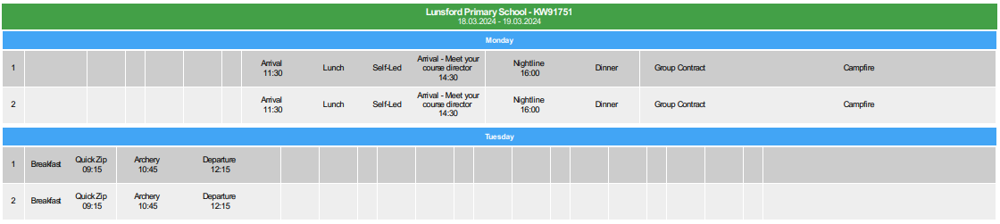 Lunsford Primary School - KW91751
18.03.2024 - 19.03.2024
Monday
1 Arrival 11:30 Lunch Self-Led Arrival - Meet your course director 14:30 Nightline 16:00 Dinner Group Contract Campfire
2 Arrival 11:30 Lunch Self-Led Arrival - Meet your course director 14:30 Nightline 16:00 Dinner Group Contract Campfire
Tuesday
1 Breakfast Quick Zip 09:15 Archery 10:45 Departure 12:15
2 Breakfast Quick Zip 09:15 Archery 10:45 Departure 12:15